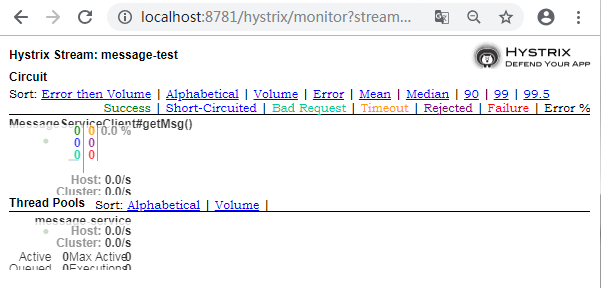 localhost:8781/hystrix/monitor?stream...
Hystrix Stream: message-test
HYSTRIX
DEFEND YOUR APP
Circuit
Sort: Error then Volume | Alphabetical | Volume | Error | Mean | Median | 90 | 99 | 99.5
Success | Short-Circuited | Bad Request | Timeout | Rejected | Failure | Error %
MessageServiceClient#getMsg()
0 0 0.0 %
0 0
0 0
Host: 0.0/s
Cluster: 0.0/s
Thread Pools Sort: Alphabetical | Volume |
message-service
Host: 0.0/s
Cluster: 0.0/s
Active 0 Max Active 0
Queued 0 Executions 0